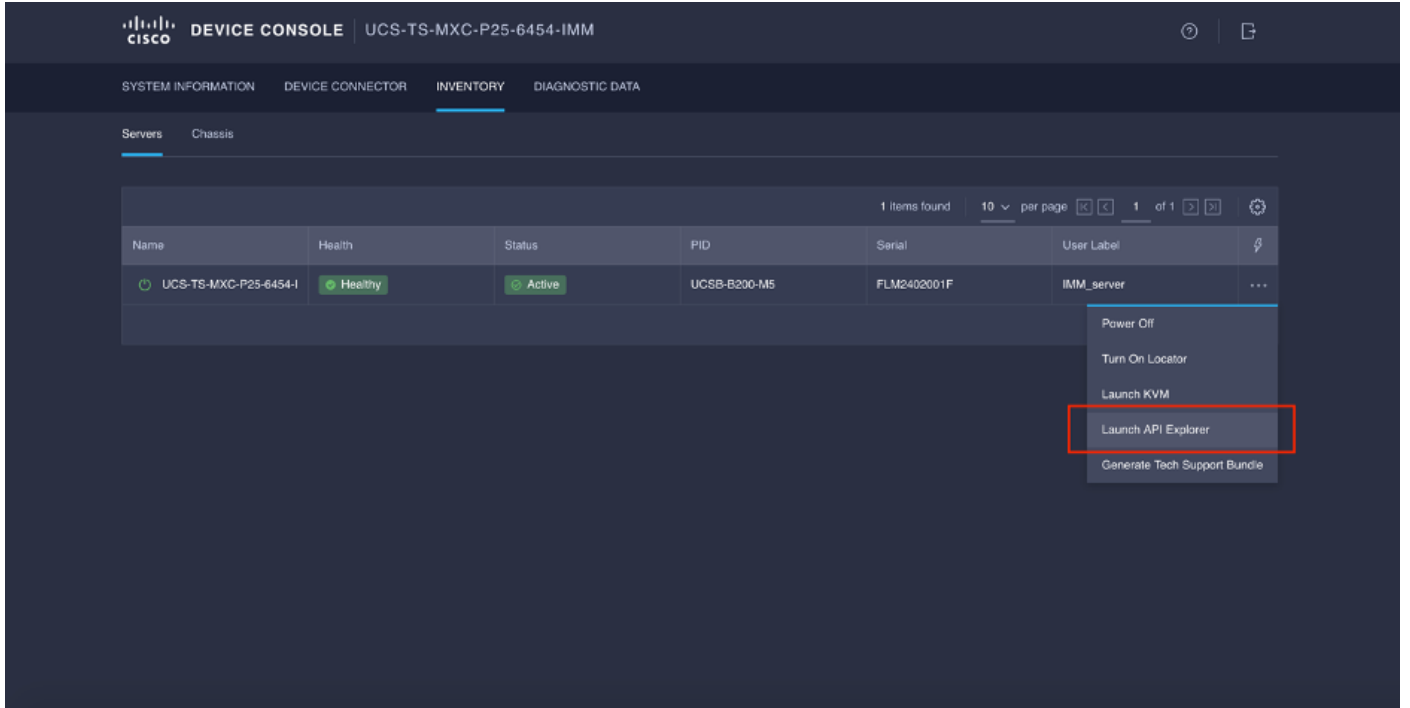 CISCO DEVICE CONSOLE UCS-TS-MXC-P25-6454-IMM
SYSTEM INFORMATION DEVICE CONNECTOR INVENTORY DIAGNOSTIC DATA
Servers Chassis
1 items found 10 per page 1 of 1
Name Health Status PID Serial User Label
UCS-TS-MXC-P25-6454-I Healthy Active UCSB-B200-M5 FLM2402001F IMM_server ...
Power Off
Turn On Locator
Launch KVM
Launch API Explorer
Generate Tech Support Bundle